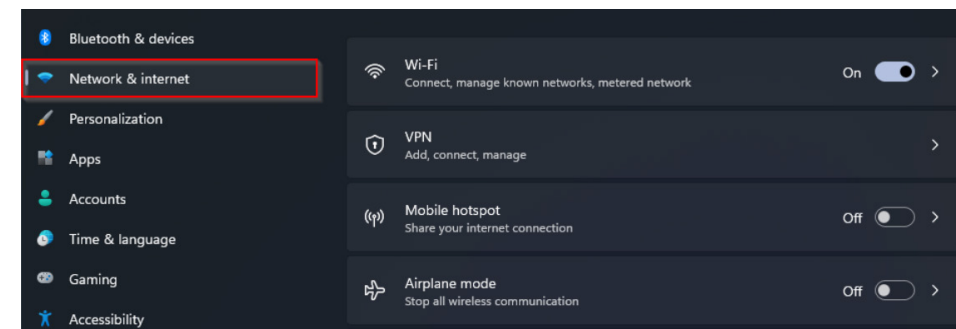 Bluetooth & devices
Network & internet
Personalization
Apps
Accounts
Time & language
Gaming
Accessibility
Wi-Fi
Connect, manage known networks, metered network
On
VPN
Add, connect, manage
Mobile hotspot
Share your internet connection
Off
Airplane mode
Stop all wireless communication
Off